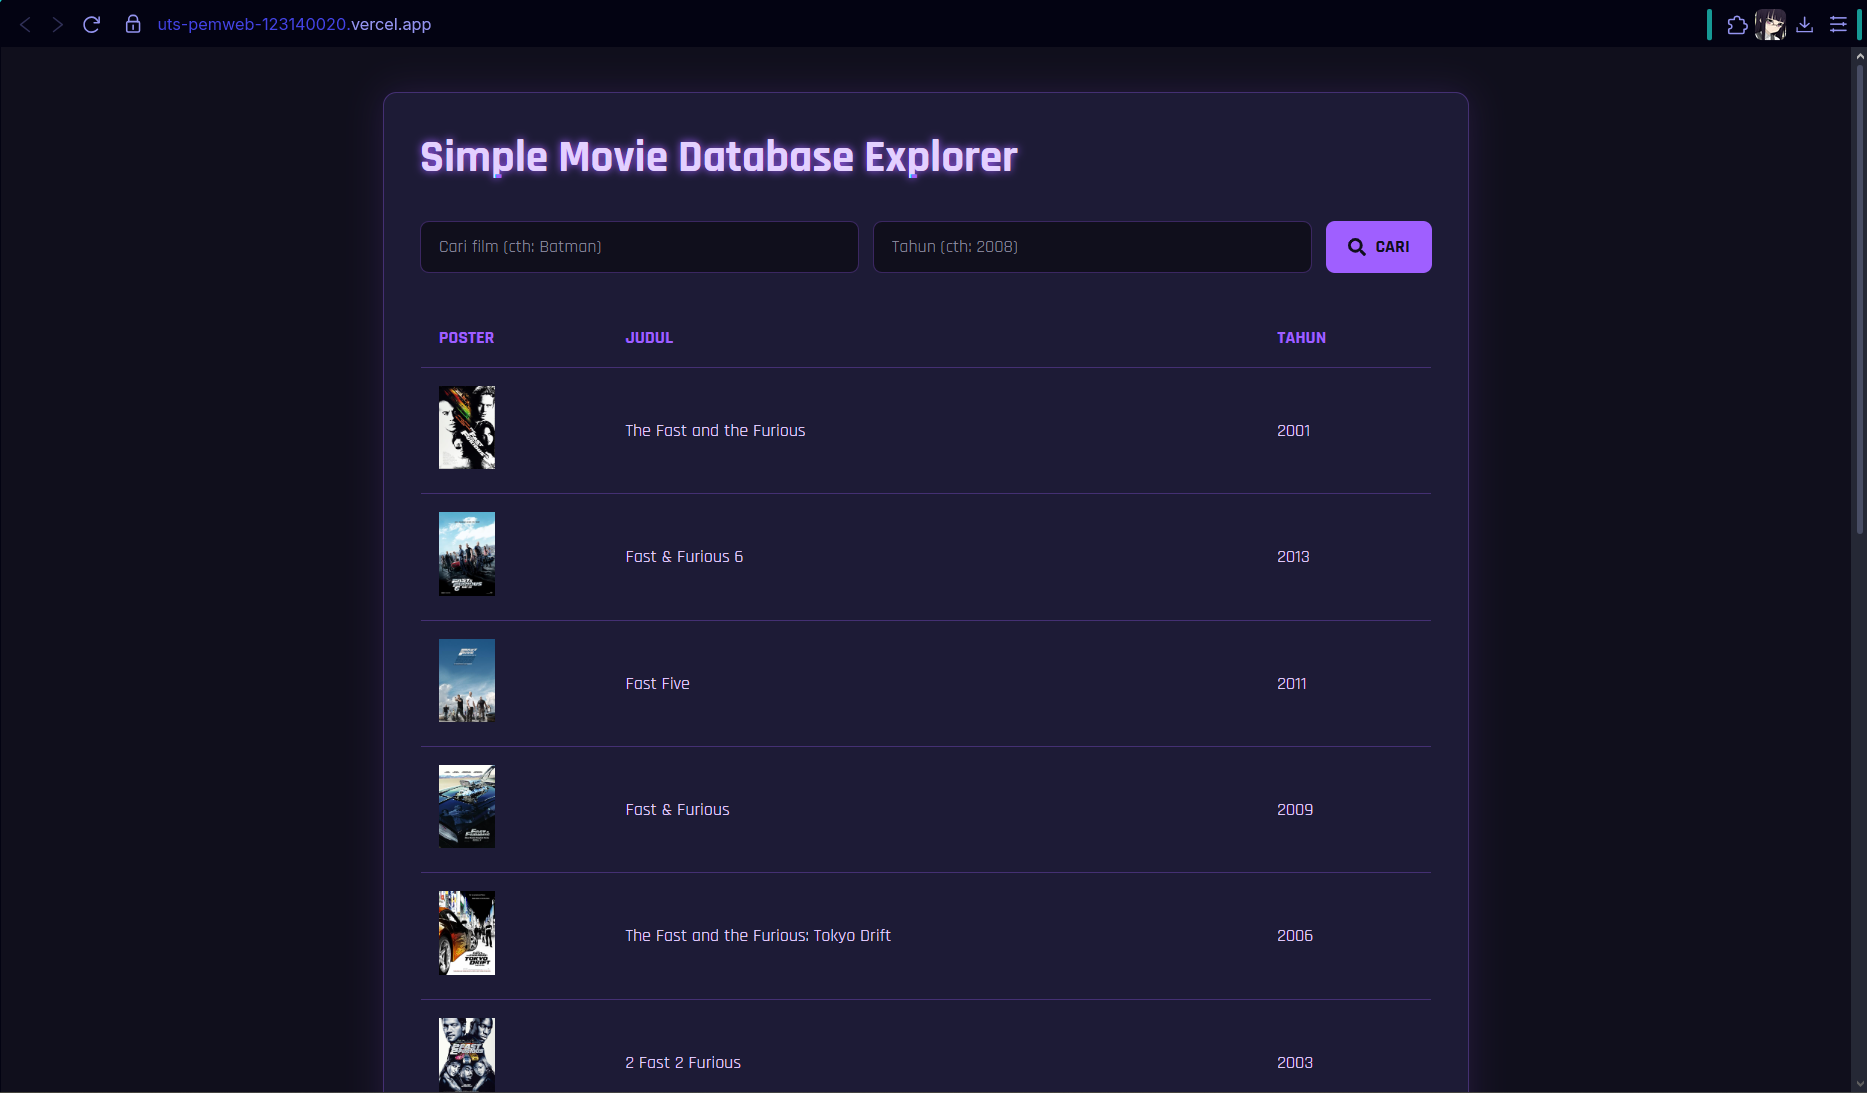 uts-pemweb-123140020.vercel.app
Simple Movie Database Explorer
Cari film (cth: Batman)
Tahun (cth: 2008)
CARI
POSTER JUDUL TAHUN
The Fast and the Furious 2001
Fast & Furious 6 2013
Fast Five 2011
Fast & Furious 2009
TOKYO DRIFT
The Fast and the Furious: Tokyo Drift 2006
2 Fast 2 Furious 2003